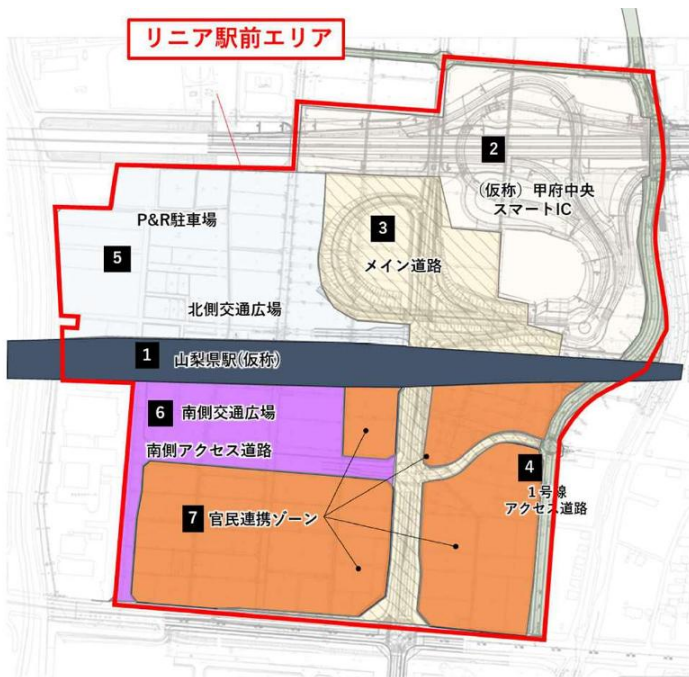 リニア駅前エリア
2
(仮称)甲府中央
スマートIC
P&R駐車場
3
メイン道路
5
北側交通広場
1
山梨県駅(仮称)
6
南側交通広場
南側アクセス道路
4
1号線
アクセス道路
7
官民連携ゾーン